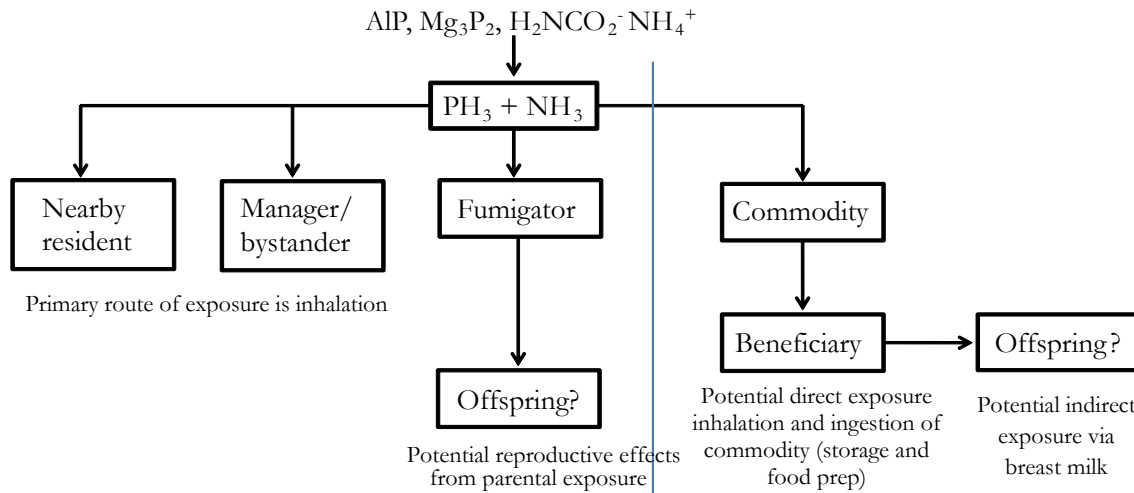 AlP, Mg₃P₂, H₂NCO₂⁻ NH₄⁺
PH₃ + NH₃
Nearby
resident
Manager/
bystander
Fumigator
Commodity
Primary route of exposure is inhalation
Beneficiary
Offspring?
Offspring?
Potential direct exposure
inhalation and ingestion of
commodity (storage and
food prep)
Potential indirect
exposure via
breast milk
Potential reproductive effects
from parental exposure